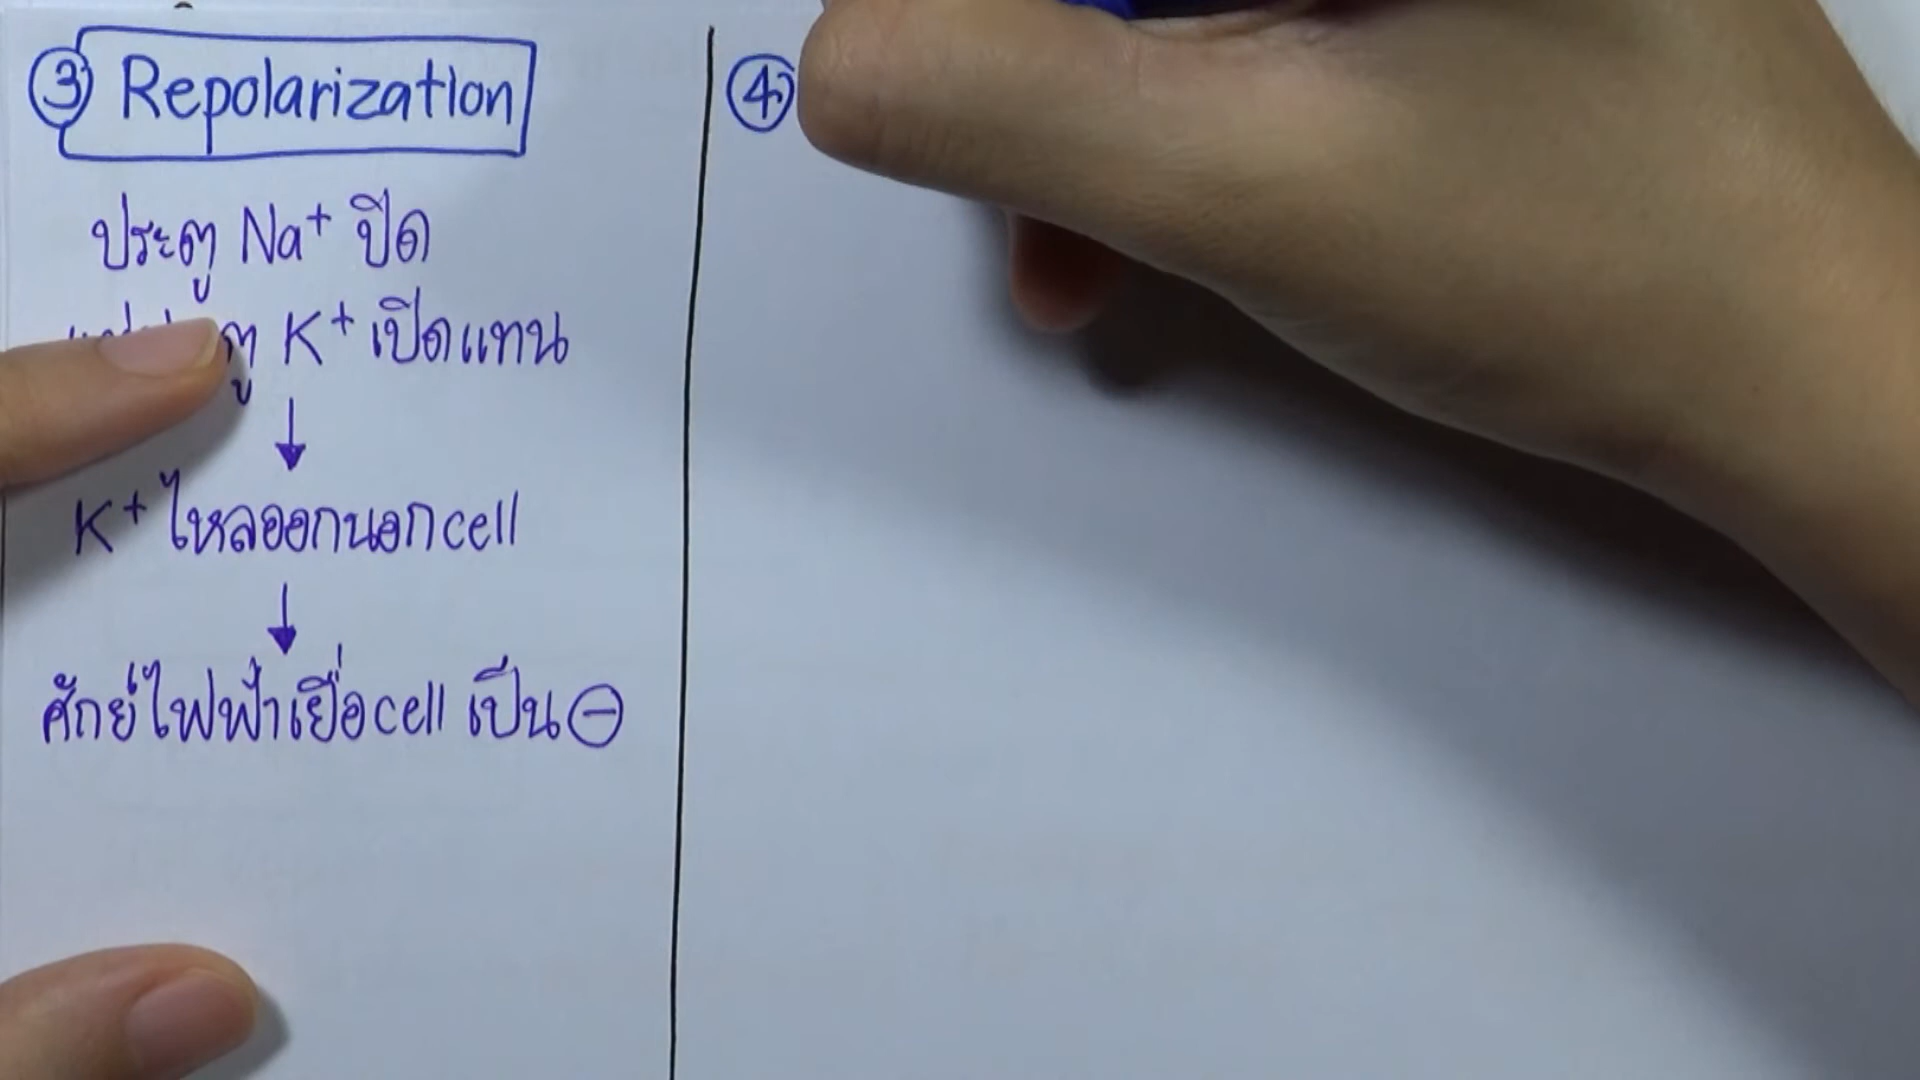 ③ Repolarization
ประตู Na⁺ ปิด
K⁺ เปิดแทน
K⁺ ไหลออกนอก cell
ศักย์ไฟฟ้าเยื่อ cell เป็น ⊖
④